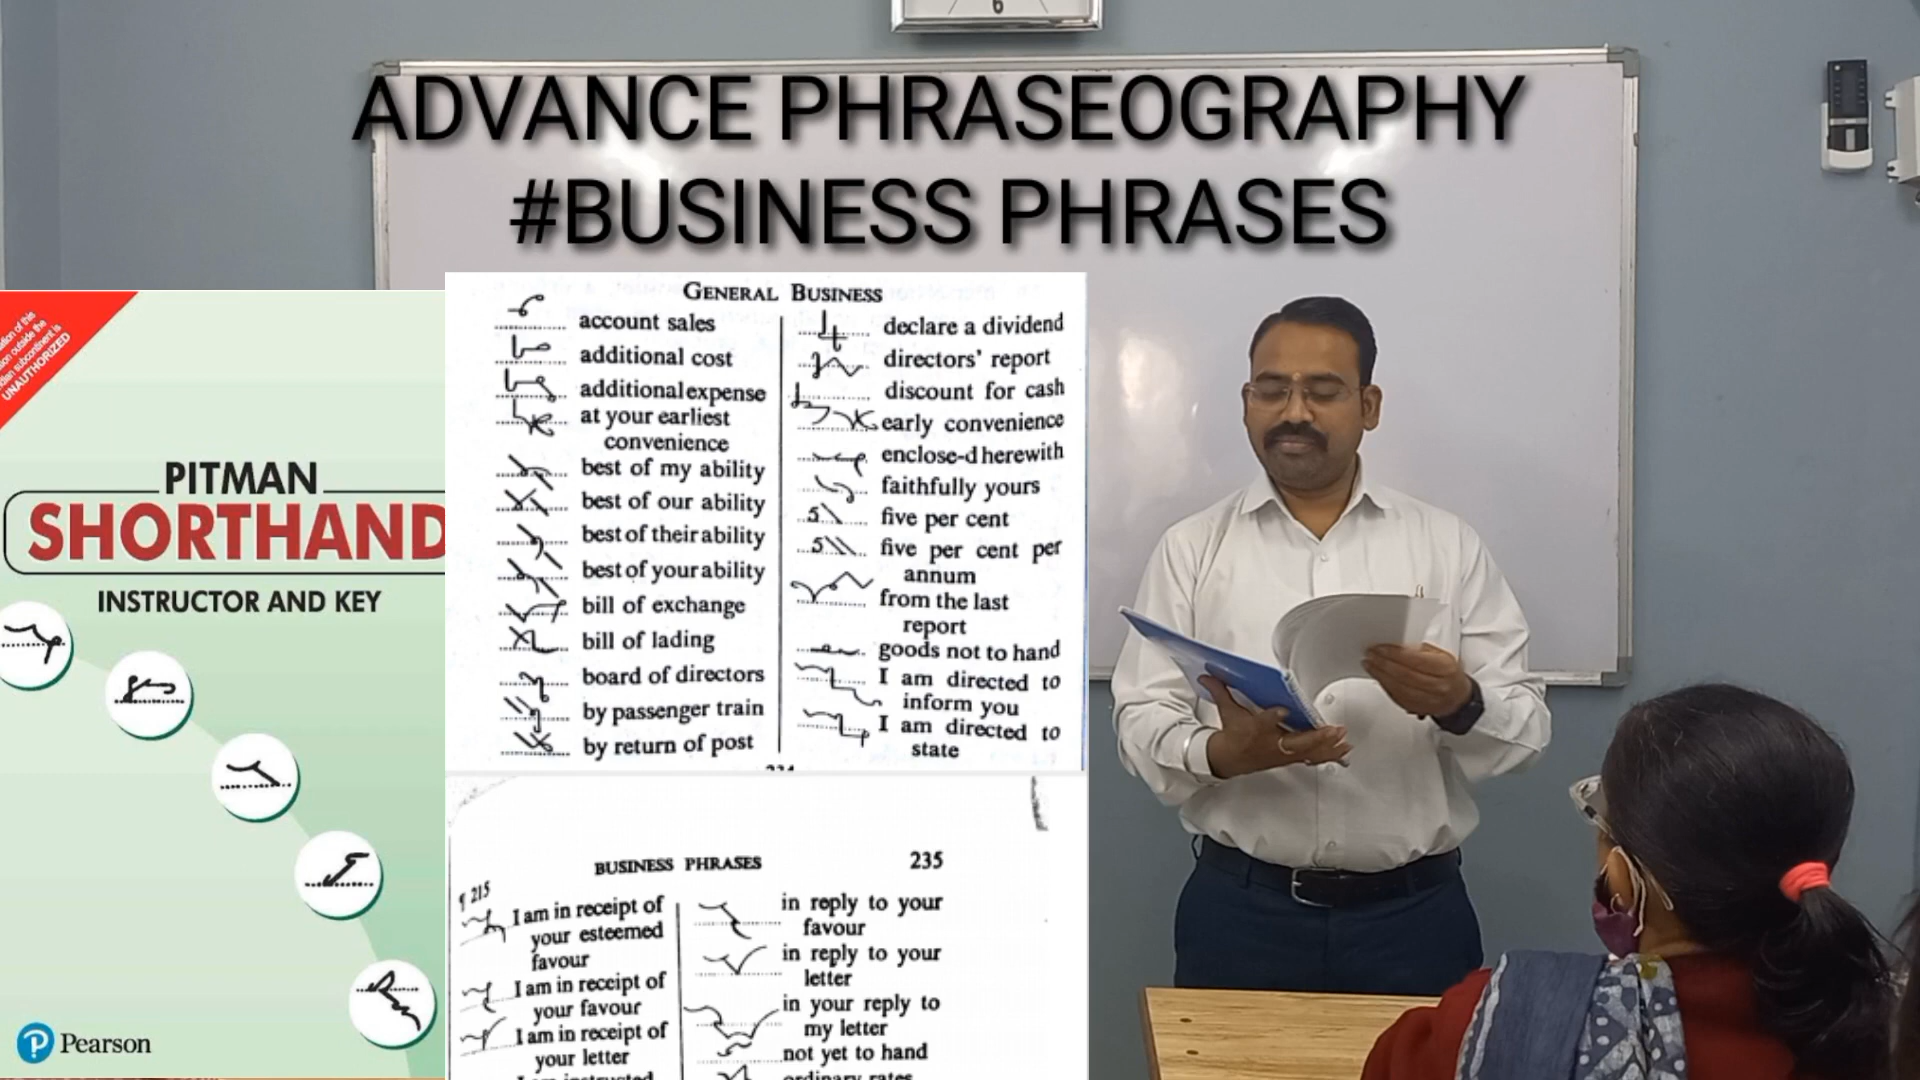 6
ADVANCE PHRASEOGRAPHY
#BUSINESS PHRASES
UNAUTHORIZED
PITMAN
SHORTHAND
INSTRUCTOR AND KEY
Pearson
GENERAL BUSINESS
account sales
additional cost
additional expense
at your earliest
convenience
best of my ability
best of our ability
best of their ability
best of your ability
bill of exchange
bill of lading
board of directors
by passenger train
by return of post
declare a dividend
directors' report
discount for cash
early convenience
enclose-d herewith
faithfully yours
5 five per cent
5 five per cent per
annum
from the last
report
goods not to hand
I am directed to
inform you
I am directed to
state
BUSINESS PHRASES 235
¶ 215
I am in receipt of
your esteemed
favour
I am in receipt of
your favour
I am in receipt of
your letter
in reply to your
favour
in reply to your
letter
in your reply to
my letter
not yet to hand
ordinary rates